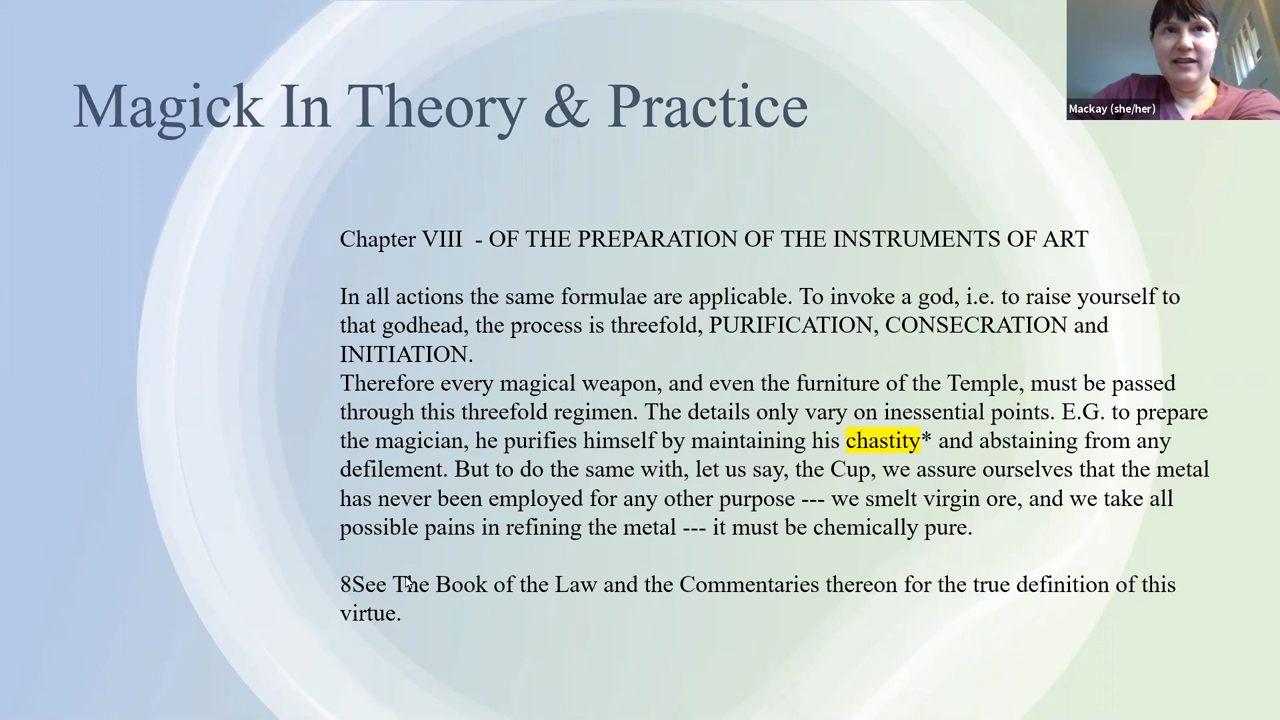 Magick In Theory & Practice
Mackay (she/her)
Chapter VIII  - OF THE PREPARATION OF THE INSTRUMENTS OF ART
In all actions the same formulae are applicable. To invoke a god, i.e. to raise yourself to
that godhead, the process is threefold, PURIFICATION, CONSECRATION and
INITIATION.
Therefore every magical weapon, and even the furniture of the Temple, must be passed
through this threefold regimen. The details only vary on inessential points. E.G. to prepare
the magician, he purifies himself by maintaining his chastity* and abstaining from any
defilement. But to do the same with, let us say, the Cup, we assure ourselves that the metal
has never been employed for any other purpose --- we smelt virgin ore, and we take all
possible pains in refining the metal --- it must be chemically pure.
8See The Book of the Law and the Commentaries thereon for the true definition of this
virtue.